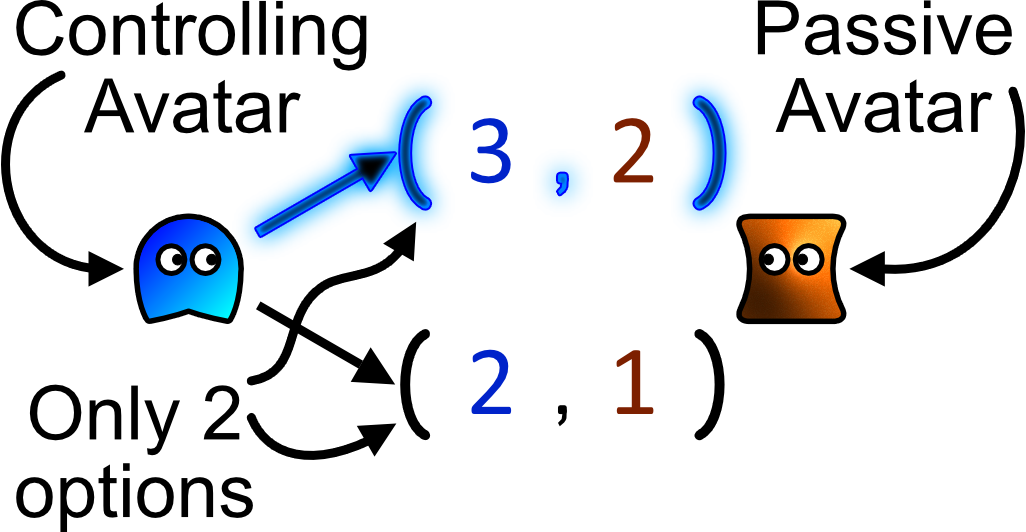 Controlling
Avatar
Passive
Avatar
( 3 , 2 )
( 2 , 1 )
Only 2
options